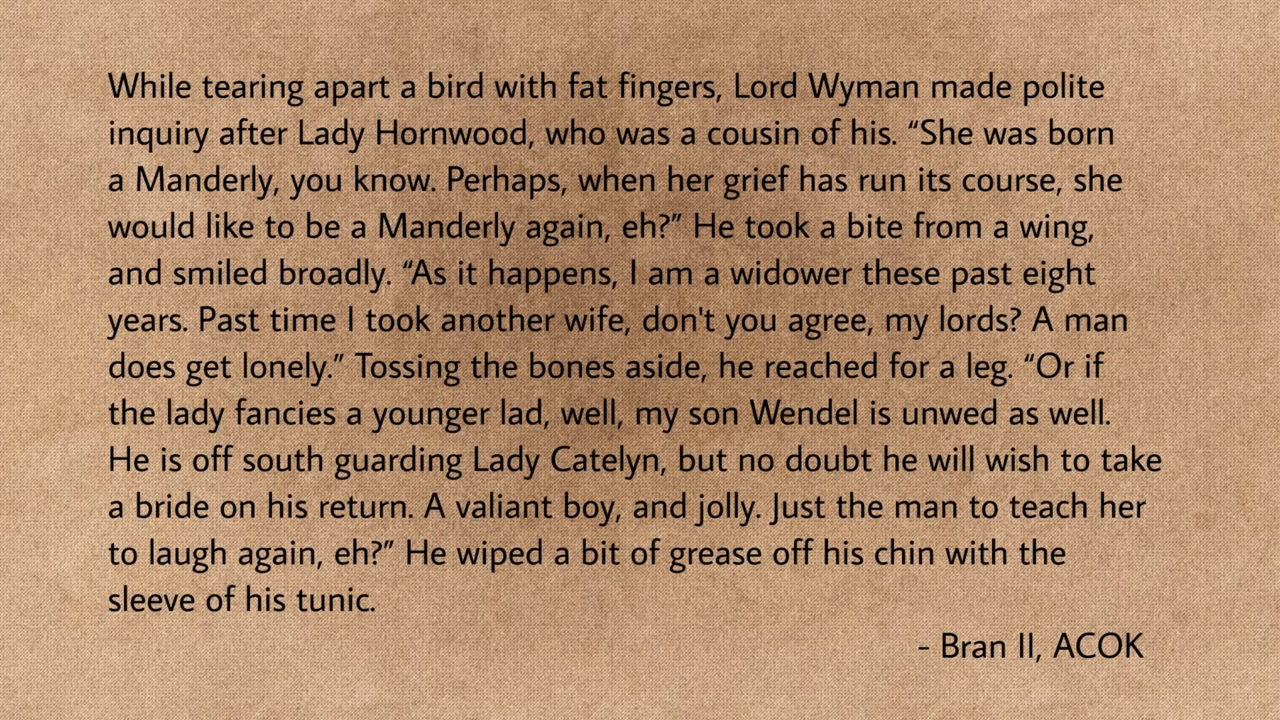 While tearing apart a bird with fat fingers, Lord Wyman made polite
inquiry after Lady Hornwood, who was a cousin of his. “She was born
a Manderly, you know. Perhaps, when her grief has run its course, she
would like to be a Manderly again, eh?” He took a bite from a wing,
and smiled broadly. “As it happens, I am a widower these past eight
years. Past time I took another wife, don't you agree, my lords? A man
does get lonely.” Tossing the bones aside, he reached for a leg. “Or if
the lady fancies a younger lad, well, my son Wendel is unwed as well.
He is off south guarding Lady Catelyn, but no doubt he will wish to take
a bride on his return. A valiant boy, and jolly. Just the man to teach her
to laugh again, eh?” He wiped a bit of grease off his chin with the
sleeve of his tunic.
- Bran II, ACOK